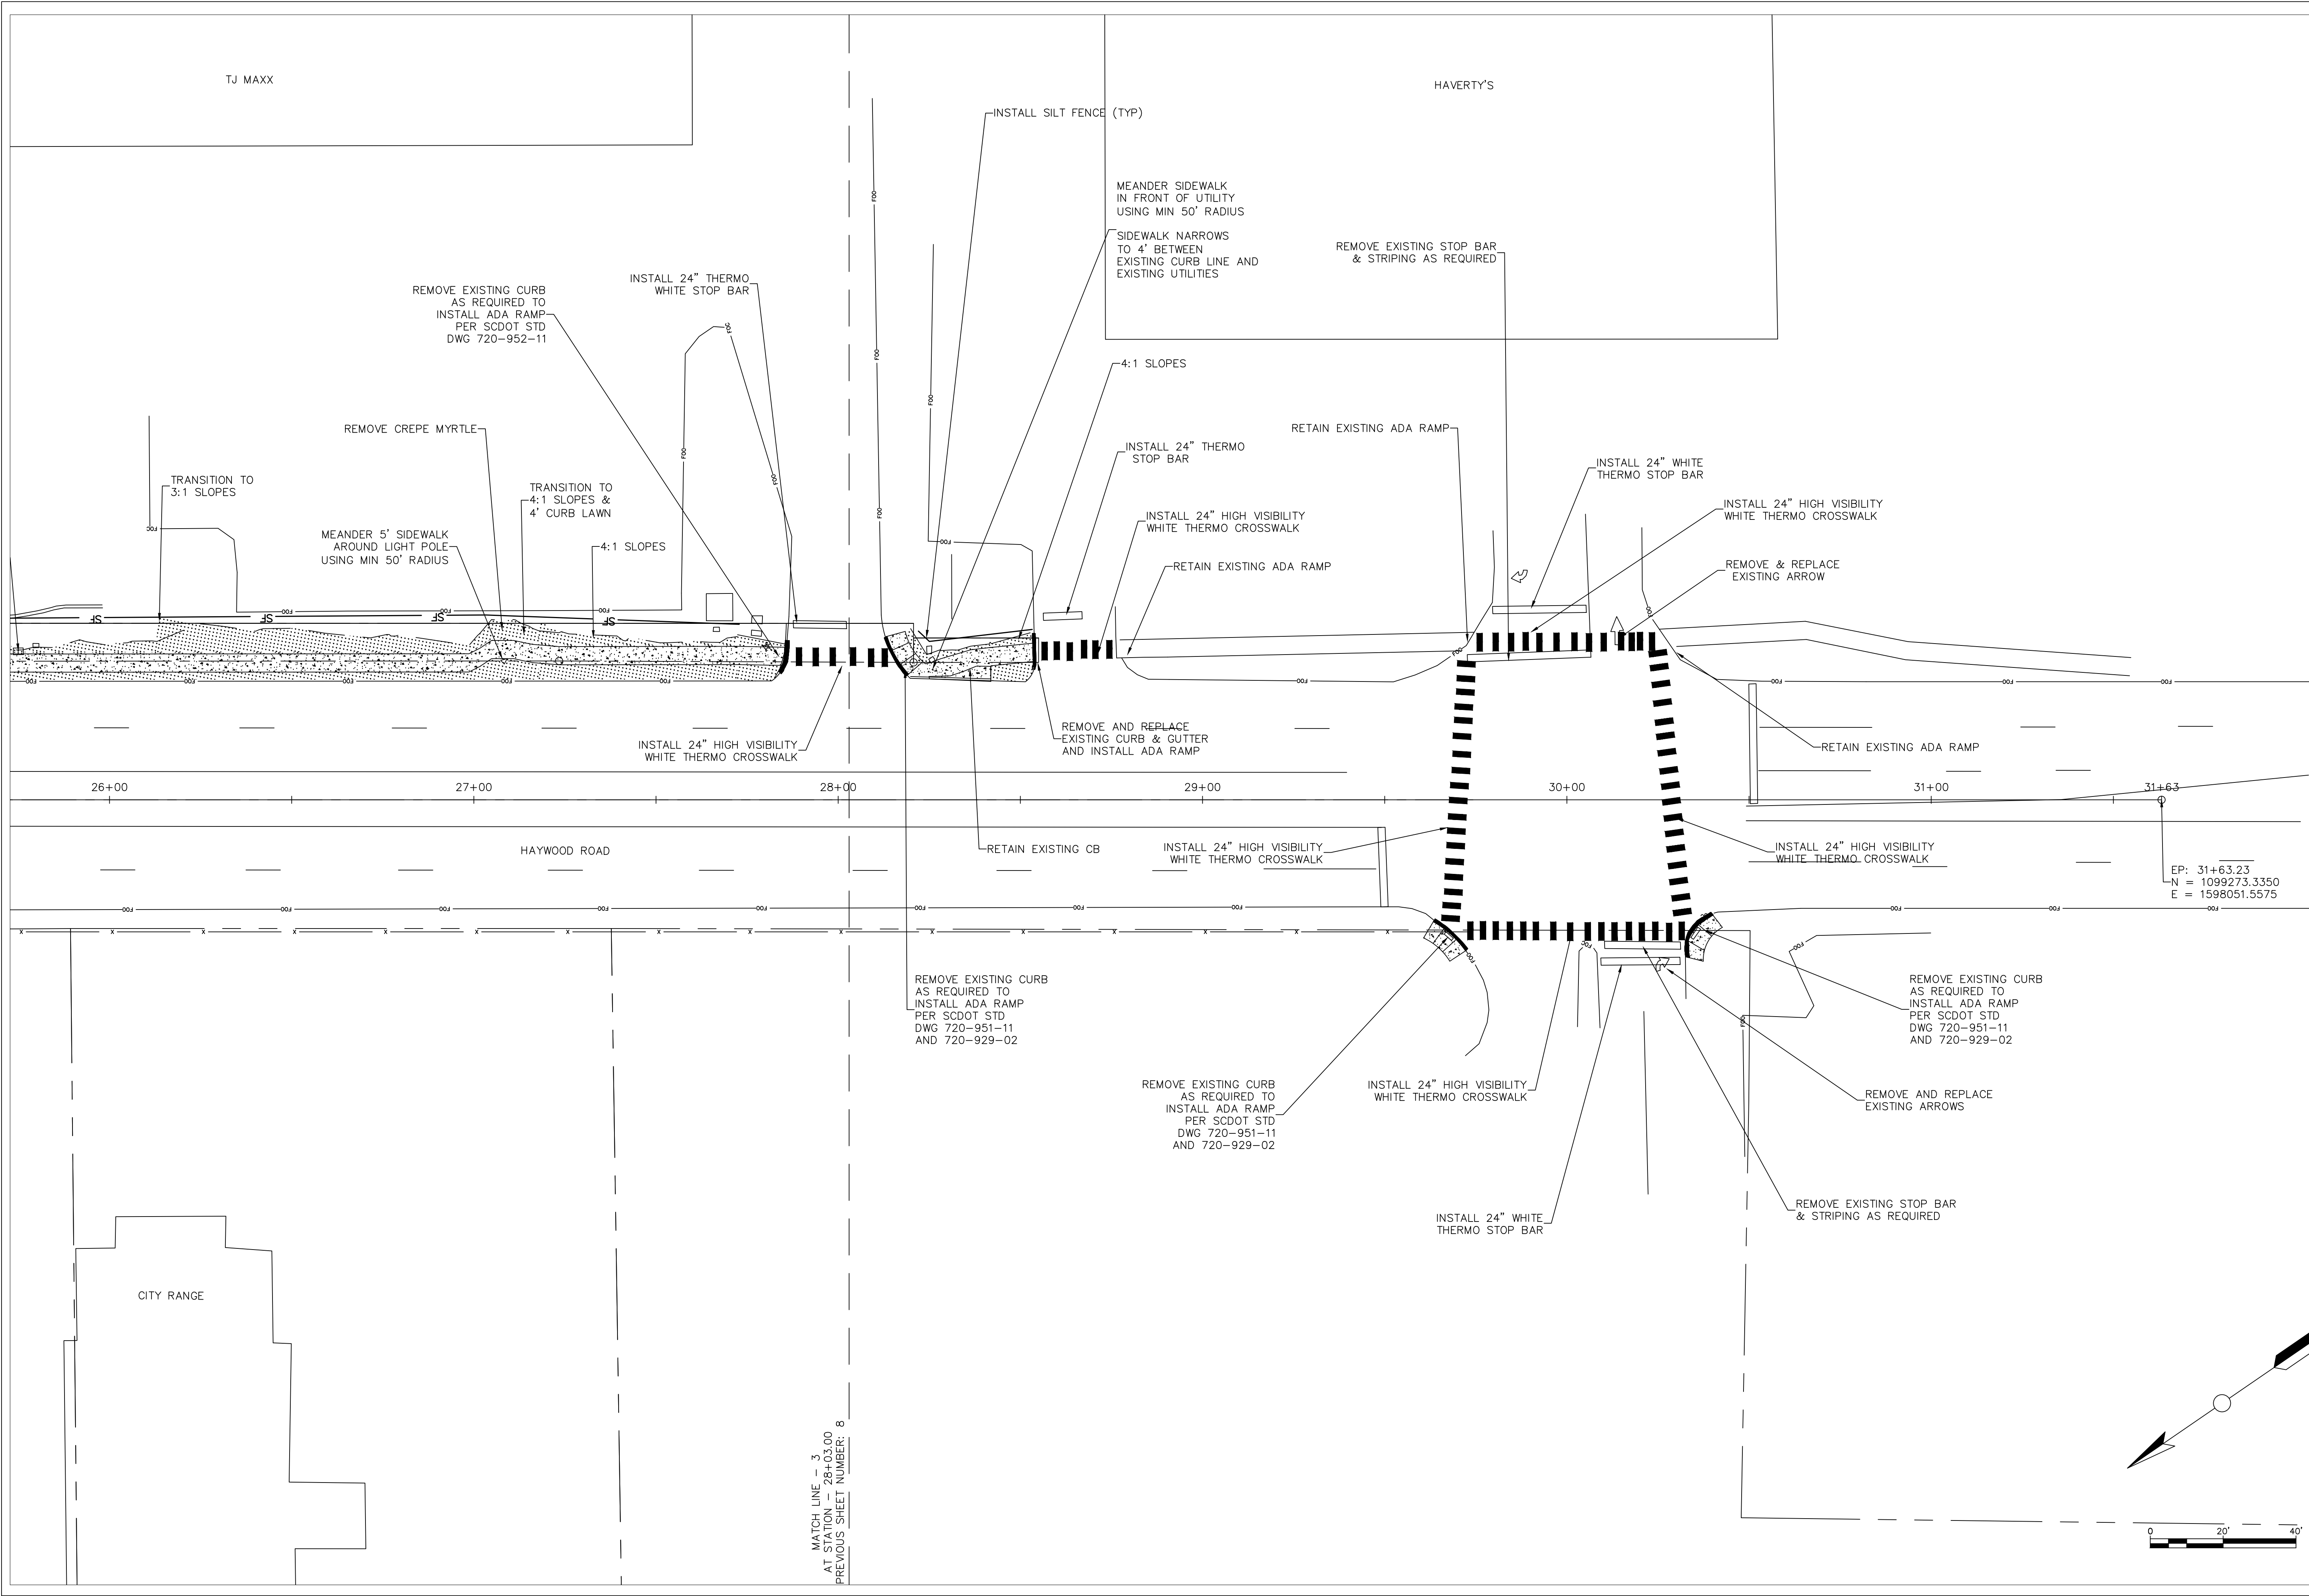 TJ MAXX
HAVERTY'S
INSTALL SILT FENCE (TYP)
MEANDER SIDEWALK
IN FRONT OF UTILITY
USING MIN 50' RADIUS
SIDEWALK NARROWS
TO 4' BETWEEN
EXISTING CURB LINE AND
EXISTING UTILITIES
REMOVE EXISTING STOP BAR
& STRIPING AS REQUIRED
INSTALL 24" THERMO
WHITE STOP BAR
REMOVE EXISTING CURB
AS REQUIRED TO
INSTALL ADA RAMP
PER SCDOT STD
DWG 720-952-11
4:1 SLOPES
REMOVE CREPE MYRTLE
RETAIN EXISTING ADA RAMP
INSTALL 24" THERMO
STOP BAR
INSTALL 24" WHITE
THERMO STOP BAR
TRANSITION TO
3:1 SLOPES
TRANSITION TO
4:1 SLOPES &
4' CURB LAWN
INSTALL 24" HIGH VISIBILITY
WHITE THERMO CROSSWALK
INSTALL 24" HIGH VISIBILITY
WHITE THERMO CROSSWALK
MEANDER 5' SIDEWALK
AROUND LIGHT POLE
USING MIN 50' RADIUS
4:1 SLOPES
RETAIN EXISTING ADA RAMP
REMOVE & REPLACE
EXISTING ARROW
SF
SF
SF
SF
INSTALL 24" HIGH VISIBILITY
WHITE THERMO CROSSWALK
REMOVE AND REPLACE
EXISTING CURB & GUTTER
AND INSTALL ADA RAMP
RETAIN EXISTING ADA RAMP
26+00
27+00
28+00
29+00
30+00
31+00
31+63
HAYWOOD ROAD
RETAIN EXISTING CB
INSTALL 24" HIGH VISIBILITY
WHITE THERMO CROSSWALK
INSTALL 24" HIGH VISIBILITY
WHITE THERMO CROSSWALK
EP: 31+63.23
N = 1099273.3350
E = 1598051.5575
REMOVE EXISTING CURB
AS REQUIRED TO
INSTALL ADA RAMP
PER SCDOT STD
DWG 720-951-11
AND 720-929-02
REMOVE EXISTING CURB
AS REQUIRED TO
INSTALL ADA RAMP
PER SCDOT STD
DWG 720-951-11
AND 720-929-02
REMOVE EXISTING CURB
AS REQUIRED TO
INSTALL ADA RAMP
PER SCDOT STD
DWG 720-951-11
AND 720-929-02
INSTALL 24" HIGH VISIBILITY
WHITE THERMO CROSSWALK
REMOVE AND REPLACE
EXISTING ARROWS
INSTALL 24" WHITE
THERMO STOP BAR
REMOVE EXISTING STOP BAR
& STRIPING AS REQUIRED
CITY RANGE
MATCH LINE - 3
AT STATION - 28+03.00
PREVIOUS SHEET NUMBER: 8
0 20' 40'